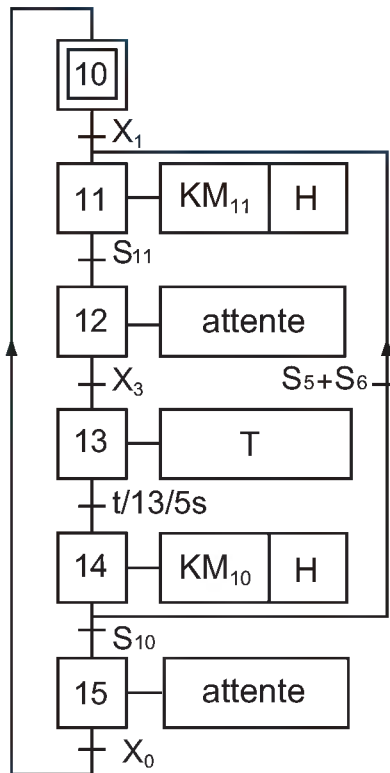 10
X₁
11 KM₁₁ H
S₁₁
12 attente
X₃ S₅+S₆
13 T
t/13/5s
14 KM₁₀ H
S₁₀
15 attente
X₀